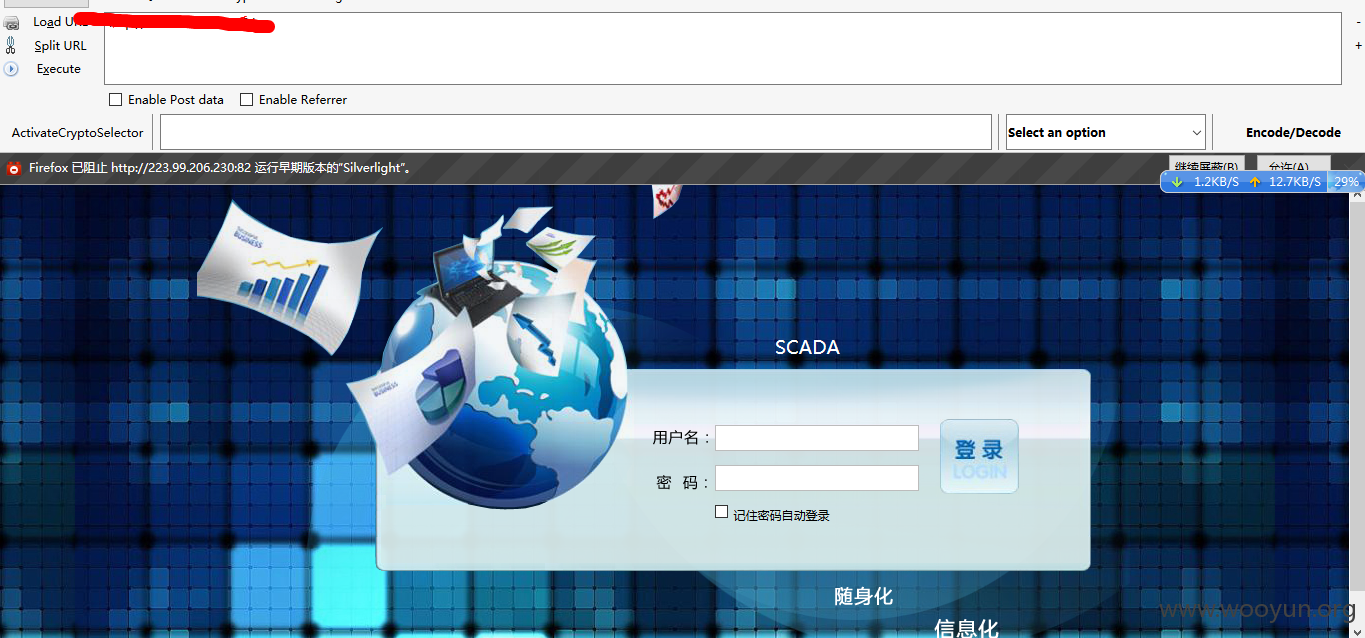 Load
Split URL
Execute
Enable Post data
Enable Referrer
ActivateCryptoSelector
Select an option
Encode/Decode
Firefox 已阻止 http://223.99.206.230:82 运行早期版本的“Silverlight”。
继续屏蔽(B)
允许(A)
1.2KB/S
12.7KB/S
29%
BUSINESS
SCADA
用户名：
登 录
LOGIN
密 码：
记住密码自动登录
随身化
信息化
www.wooyun.org